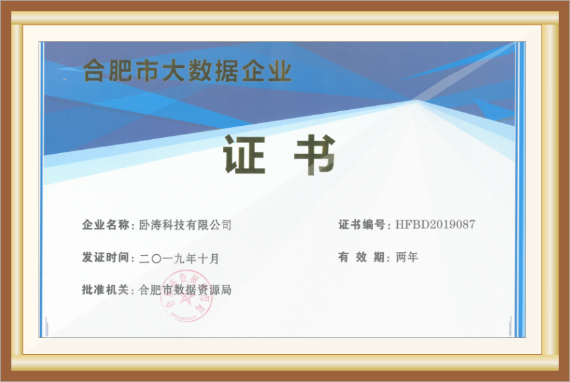 合肥市大数据企业
证书
企业名称: 卧涛科技有限公司
证书编号: HFBD2019087
发证时间: 二〇一九年十月
有效期: 两年
批准机关: 合肥市数据资源局